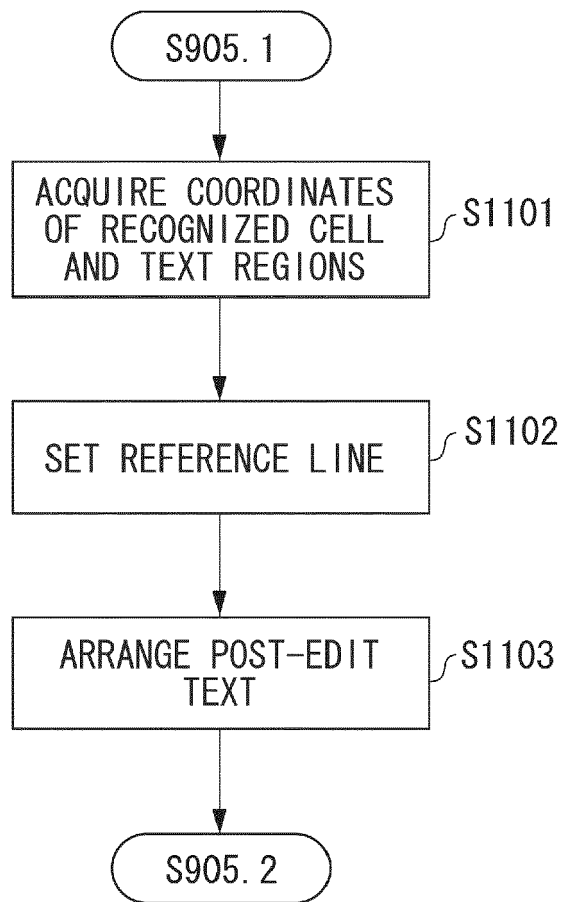 S905.1
ACQUIRE COORDINATES
OF RECOGNIZED CELL
AND TEXT REGIONS
S1101
SET REFERENCE LINE
S1102
ARRANGE POST-EDIT
TEXT
S1103
S905.2